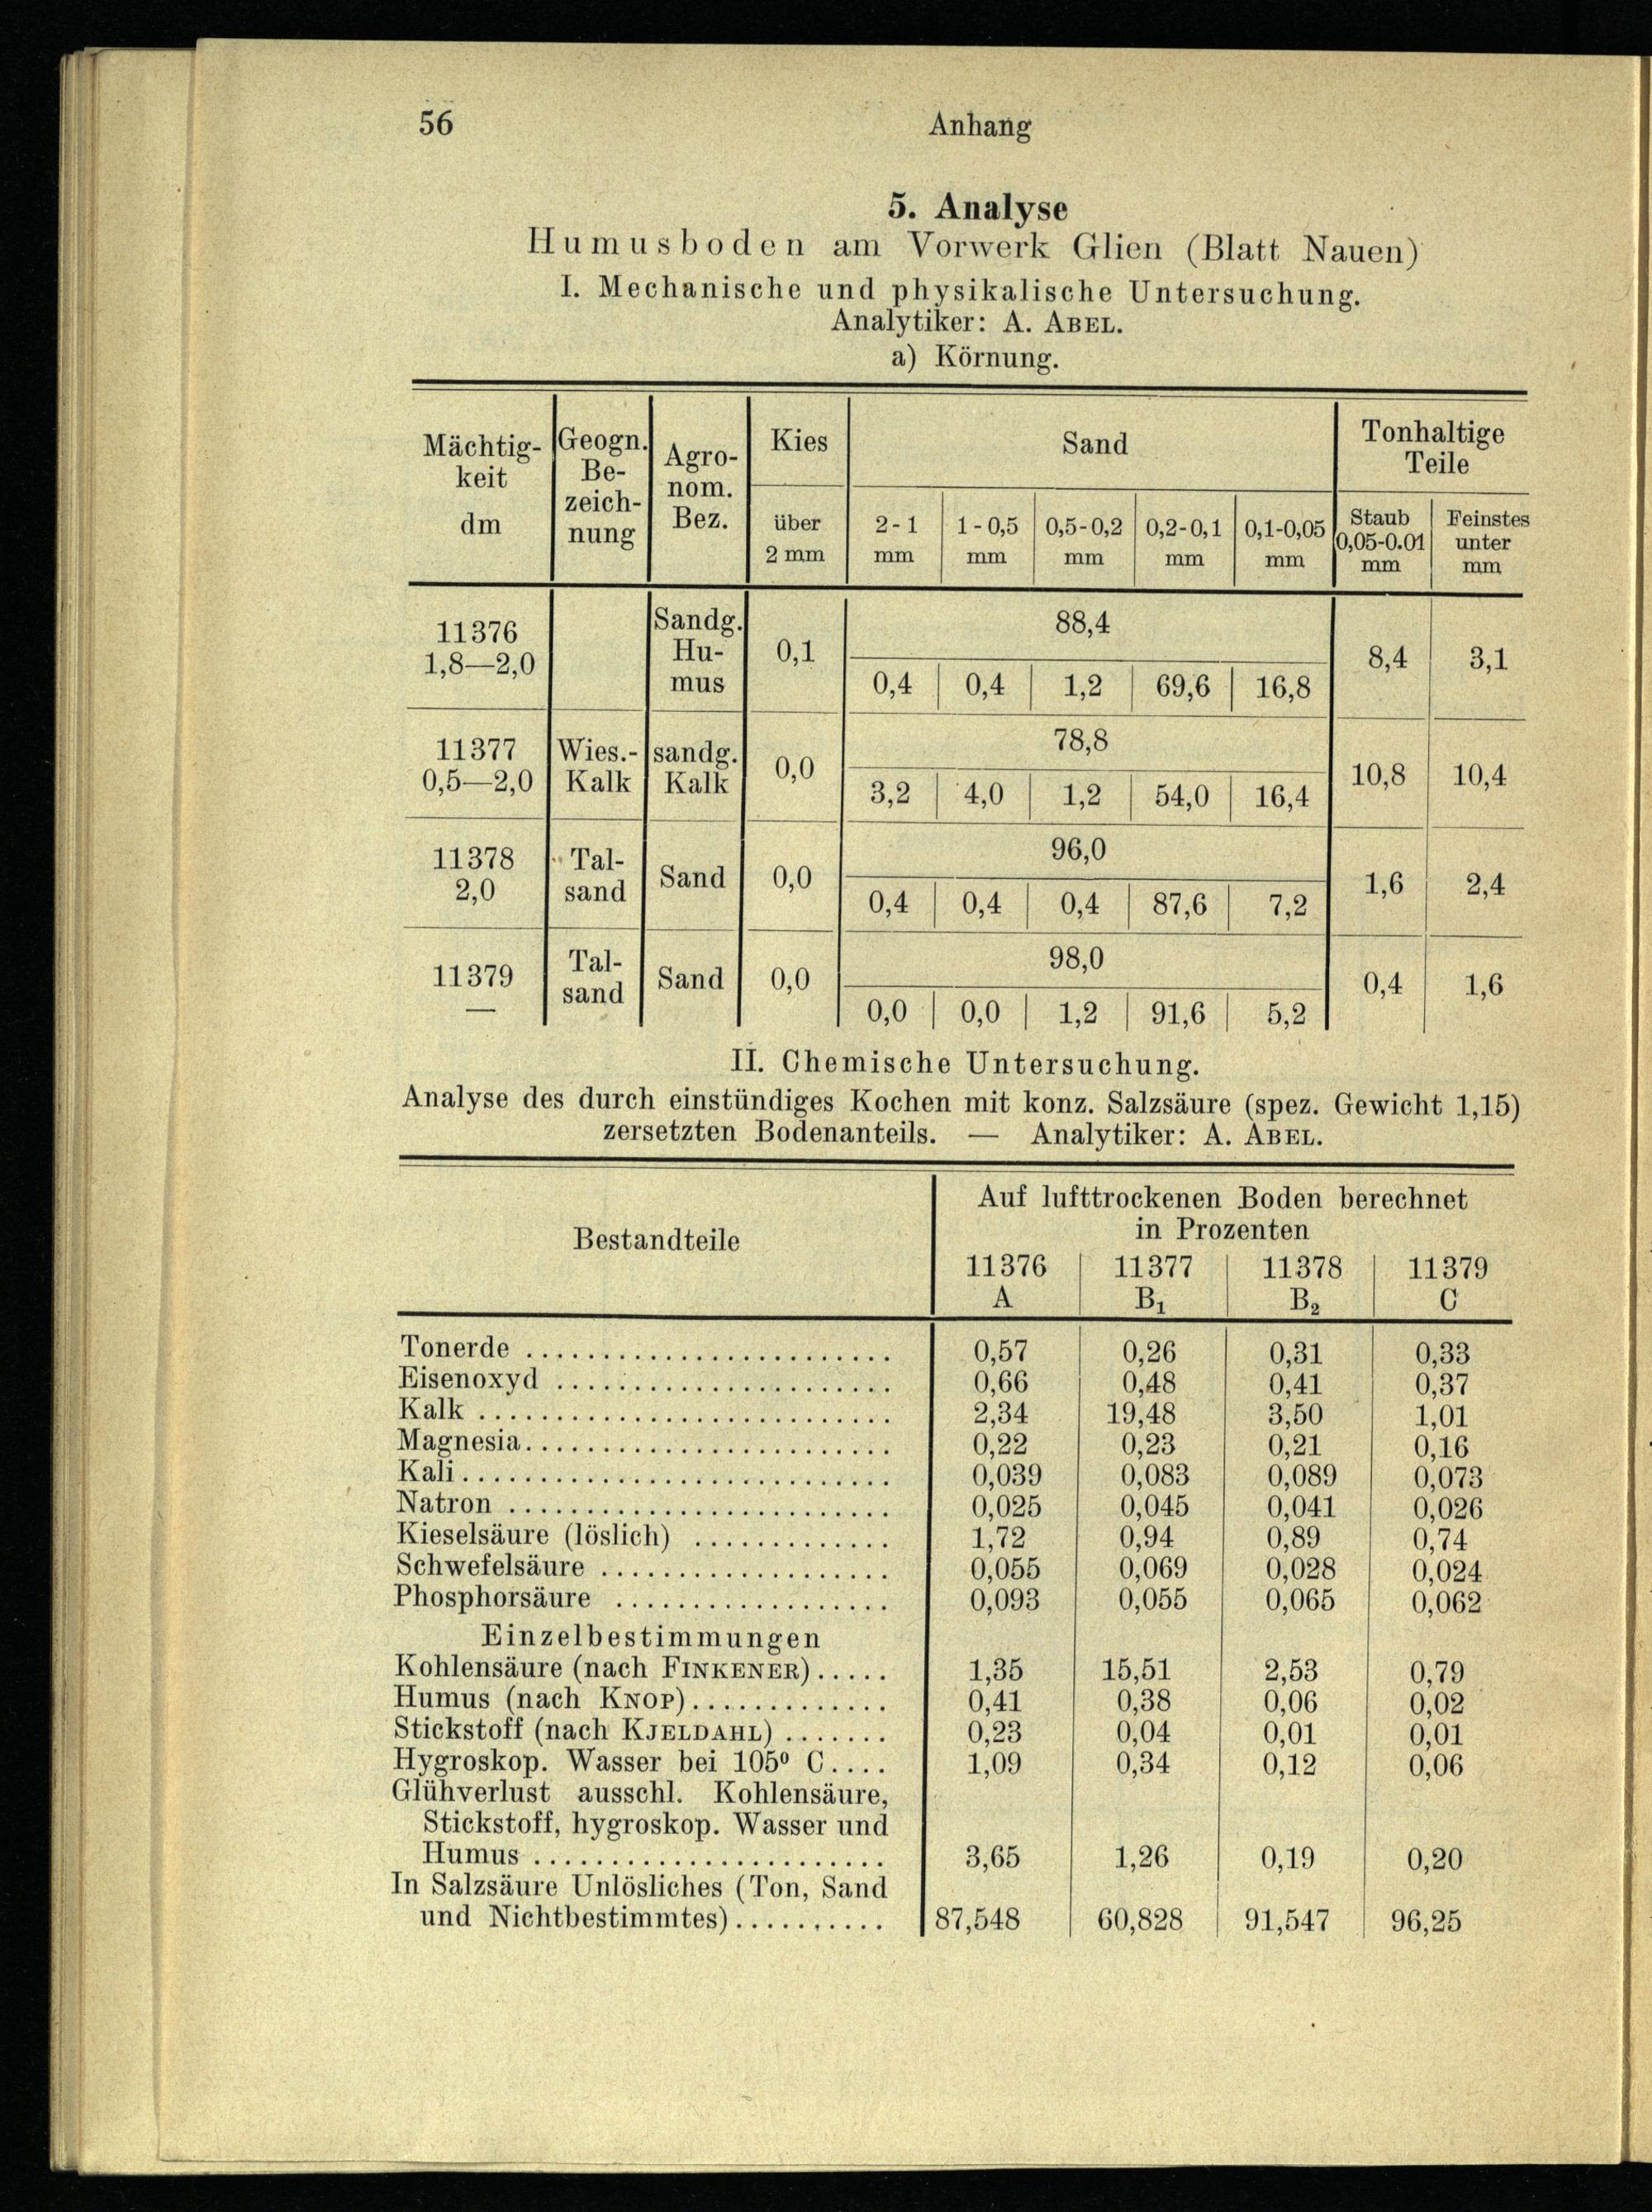 56 Anhang
5. Analyse
Humusboden am Vorwerk Glien (Blatt Nauen)
I. Mechanische und physikalische Untersuchung.
Analytiker: A. ABEL.
a) Körnung.
Mächtig- Geogn. Agro- Kies Sand Tonhaltige
keit Be- nom. Teile
dm zeich- Bez. über 2-1 1-0,5 0,5-0,2 0,2-0,1 0,1-0,05 Staub Feinstes
nung 2 mm mm mm mm mm mm 0,05-0.01 unter
mm mm
11376 Sandg. 88,4
1,8—2,0 Hu- 0,1 8,4 3,1
mus 0,4 0,4 1,2 69,6 16,8
11377 Wies.- sandg. 0,0 78,8 10,8 10,4
0,5—2,0 Kalk Kalk 3,2 4,0 1,2 54,0 16,4
11378 Tal- Sand 0,0 96,0 1,6 2,4
2,0 sand 0,4 0,4 0,4 87,6 7,2
11379 Tal- Sand 0,0 98,0 0,4 1,6
— sand 0,0 0,0 1,2 91,6 5,2
II. Chemische Untersuchung.
Analyse des durch einstündiges Kochen mit konz. Salzsäure (spez. Gewicht 1,15)
zersetzten Bodenanteils. — Analytiker: A. ABEL.
Bestandteile Auf lufttrockenen Boden berechnet
in Prozenten
11376 11377 11378 11379
A B₁ B₂ C
Tonerde ........................ 0,57 0,26 0,31 0,33
Eisenoxyd ...................... 0,66 0,48 0,41 0,37
Kalk ........................... 2,34 19,48 3,50 1,01
Magnesia........................ 0,22 0,23 0,21 0,16
Kali............................ 0,039 0,083 0,089 0,073
Natron ......................... 0,025 0,045 0,041 0,026
Kieselsäure (löslich) ............. 1,72 0,94 0,89 0,74
Schwefelsäure ................... 0,055 0,069 0,028 0,024
Phosphorsäure .................. 0,093 0,055 0,065 0,062
Einzelbestimmungen
Kohlensäure (nach FINKENER)..... 1,35 15,51 2,53 0,79
Humus (nach KNOP)............. 0,41 0,38 0,06 0,02
Stickstoff (nach KJELDAHL) ....... 0,23 0,04 0,01 0,01
Hygroskop. Wasser bei 105⁰ C.... 1,09 0,34 0,12 0,06
Glühverlust ausschl. Kohlensäure,
Stickstoff, hygroskop. Wasser und
Humus ....................... 3,65 1,26 0,19 0,20
In Salzsäure Unlösliches (Ton, Sand
und Nichtbestimmtes).......... 87,548 60,828 91,547 96,25